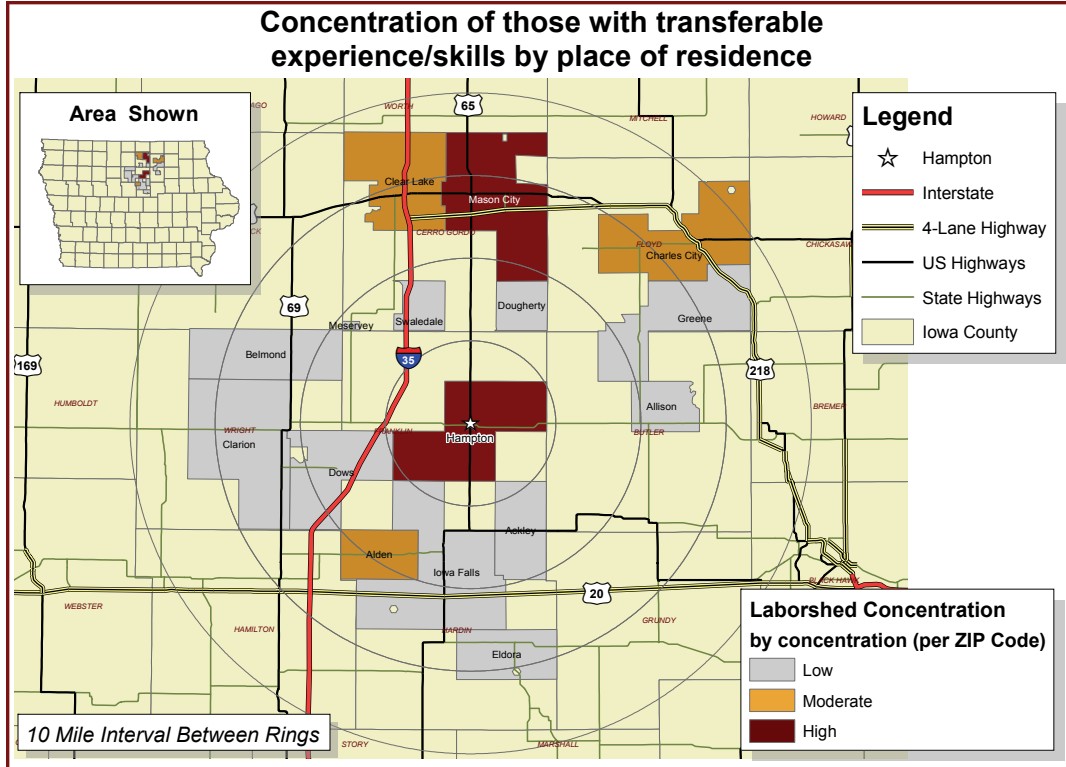 Concentration of those with transferable
experience/skills by place of residence
Area Shown
WORTH
65
MITCHELL
HOWARD
Legend
Hampton
Interstate
4-Lane Highway
US Highways
State Highways
Iowa County
Clear Lake
Mason City
CERRO GORDO
FLOYD
CHICKASAW
Charles City
69
Meservey
Swaledale
Dougherty
Greene
Belmond
35
169
218
HUMBOLDT
Allison
BREMER
WRIGHT
FRANKLIN
Hampton
BUTLER
Clarion
Dows
Ackley
Alden
Iowa Falls
20
BLACK HAWK
WEBSTER
HAMILTON
HARDIN
GRUNDY
Eldora
Laborshed Concentration
by concentration (per ZIP Code)
Low
Moderate
High
10 Mile Interval Between Rings
STORY
MARSHALL